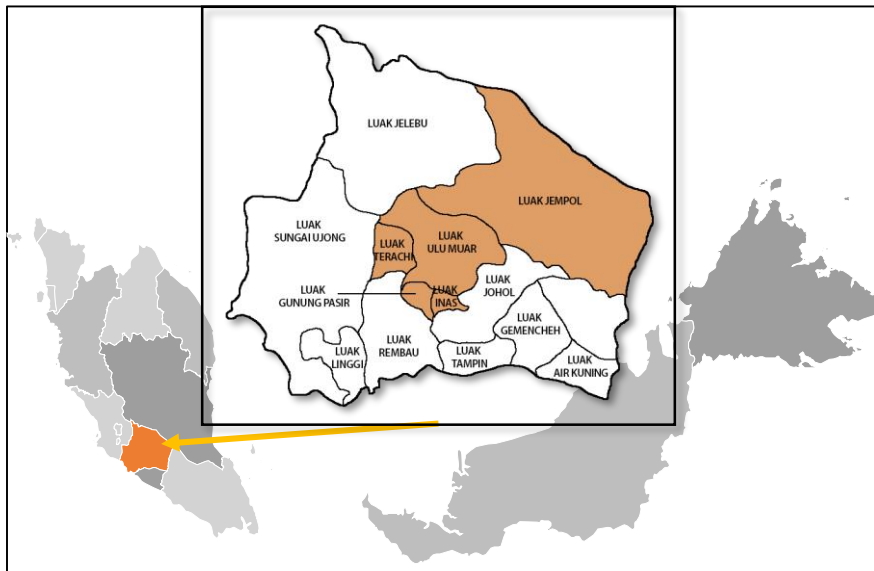 LUAK JELEBU
LUAK JEMPOL
LUAK
SUNGAI UJONG
LUAK
TERACHI
LUAK
ULU MUAR
LUAK
GUNUNG PASIR
LUAK
INAS
LUAK
JOHOL
LUAK
GEMENCHEH
LUAK
LINGGI
LUAK
REMBAU
LUAK
TAMPIN
LUAK
AIR KUNING